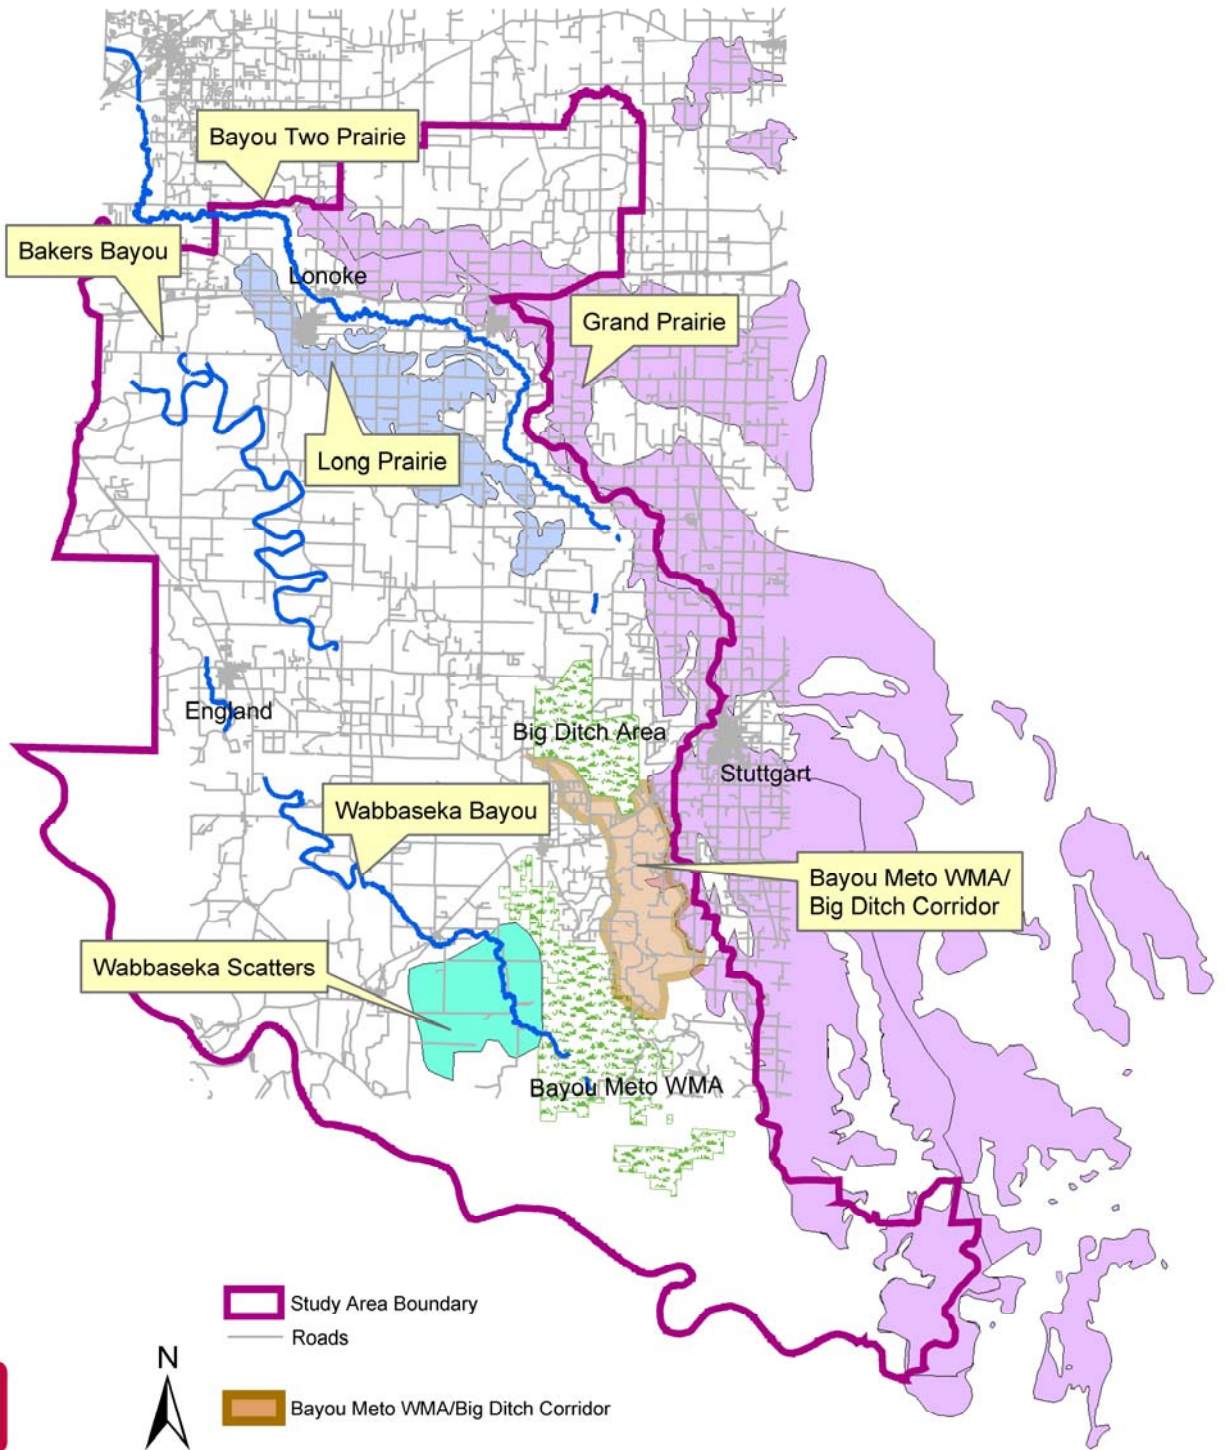 Bayou Two Prairie
Bakers Bayou
Lonoke
Grand Prairie
Long Prairie
England
Big Ditch Area
Stuttgart
Wabbaseka Bayou
Bayou Meto WMA/
Big Ditch Corridor
Wabbaseka Scatters
Bayou Meto WMA
Study Area Boundary
Roads
N
Bayou Meto WMA/Big Ditch Corridor